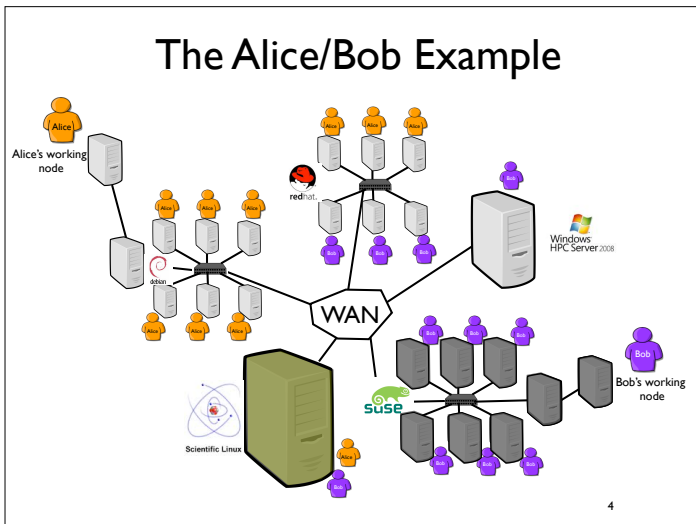 The Alice/Bob Example
Alice
Alice's working
node
Alice
Alice
Alice
redhat.
Bob
Bob
Bob
Bob
Windows
HPC Server 2008
Alice
Alice
Alice
debian
Alice
Alice
Alice
WAN
Scientific Linux
Alice
Bob
SUSE
Bob
Bob
Bob
Bob
Bob
Bob
Bob
Bob's working
node
4